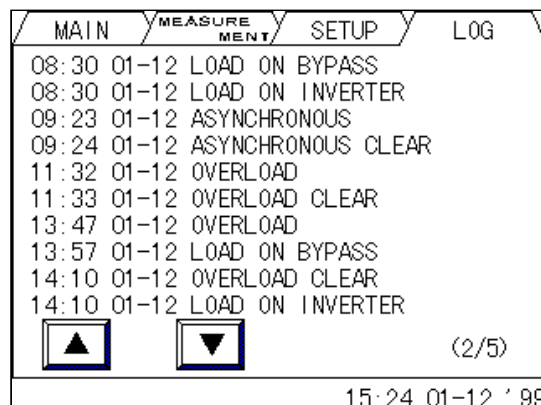 MAIN MEASUREMENT SETUP LOG
08:30 01-12 LOAD ON BYPASS
08:30 01-12 LOAD ON INVERTER
09:23 01-12 ASYNCHRONOUS
09:24 01-12 ASYNCHRONOUS CLEAR
11:32 01-12 OVERLOAD
11:33 01-12 OVERLOAD CLEAR
13:47 01-12 OVERLOAD
13:57 01-12 LOAD ON BYPASS
14:10 01-12 OVERLOAD CLEAR
14:10 01-12 LOAD ON INVERTER
(2/5)
15:24 01-12 '99